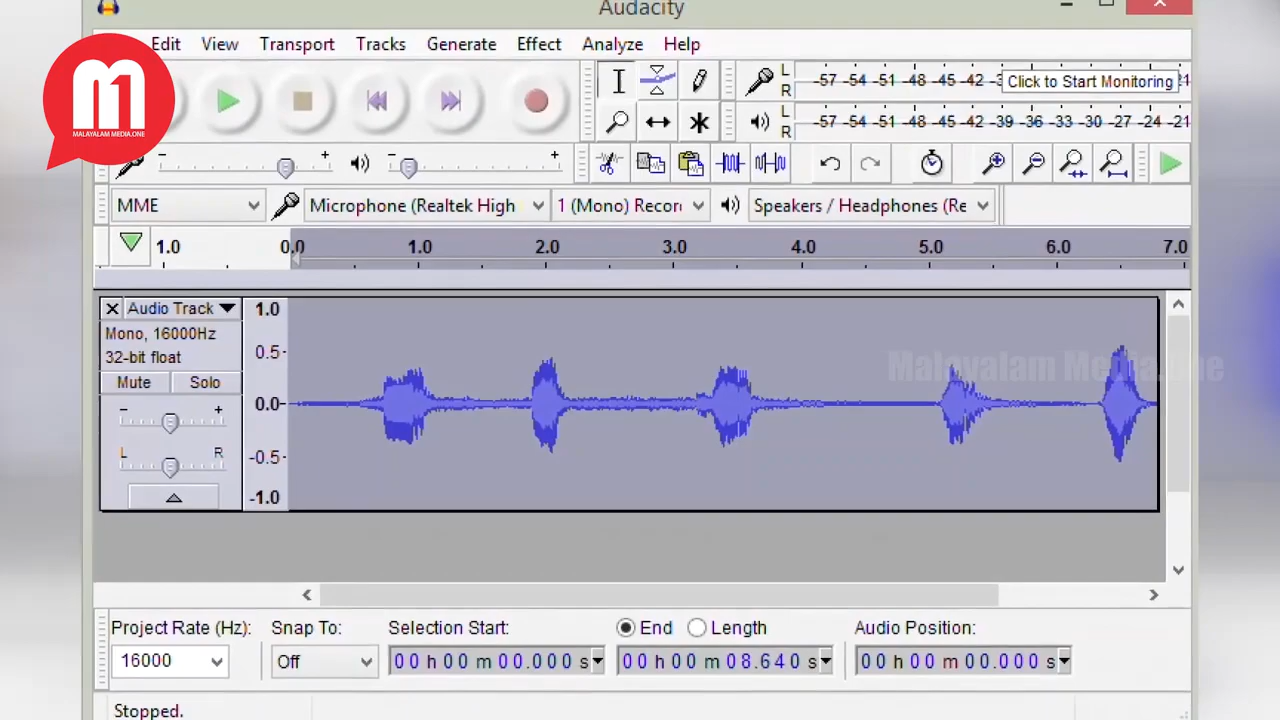 Audacity
Edit View Transport Tracks Generate Effect Analyze Help
M1
MALAYALAM MEDIA.ONE
L
R
-57 -54 -51 -48 -45 -42 -3 Click to Start Monitoring 21
L
R
-57 -54 -51 -48 -45 -42 -39 -36 -33 -30 -27 -24 -21
- + - +
MME Microphone (Realtek High 1 (Mono) Recor Speakers / Headphones (Re
1.0 0.0 1.0 2.0 3.0 4.0 5.0 6.0 7.0
Audio Track 1.0
Mono, 16000Hz
32-bit float
0.5
Malayalam Media.One
Mute Solo
0.0
- +
L R
-0.5
-1.0
Project Rate (Hz): Snap To: Selection Start: End Length Audio Position:
16000 Off 00 h 00 m 00.000 s 00 h 00 m 08.640 s 00 h 00 m 00.000 s
Stopped.